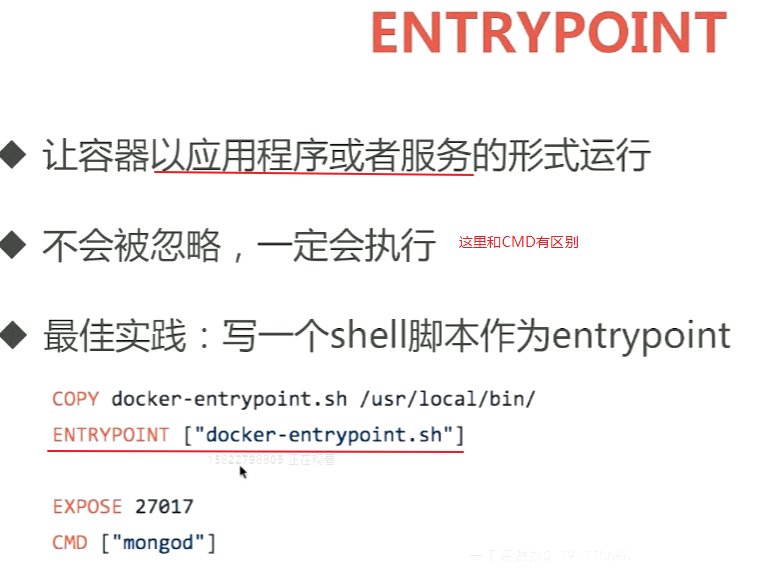 ENTRYPOINT
◆ 让容器以应用程序或者服务的形式运行
◆ 不会被忽略，一定会执行 这里和CMD有区别
◆ 最佳实践：写一个shell脚本作为entrypoint
COPY docker-entrypoint.sh /usr/local/bin/
ENTRYPOINT ["docker-entrypoint.sh"]
正在观看
EXPOSE 27017
CMD ["mongod"]